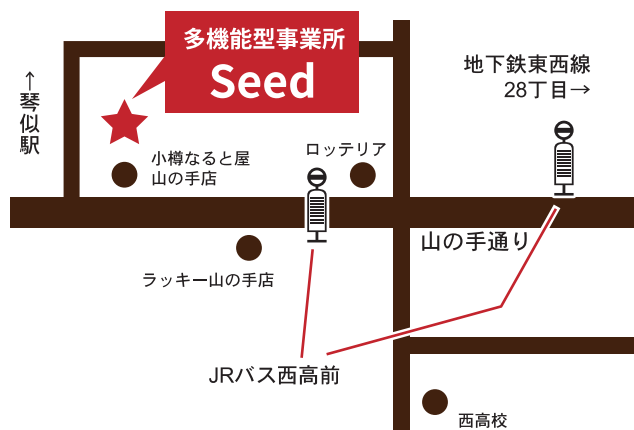 多機能型事業所
Seed
地下鉄東西線
28丁目→
←琴似駅
小樽なると屋
山の手店
ロッテリア
山の手通り
ラッキー山の手店
JRバス西高前
西高校